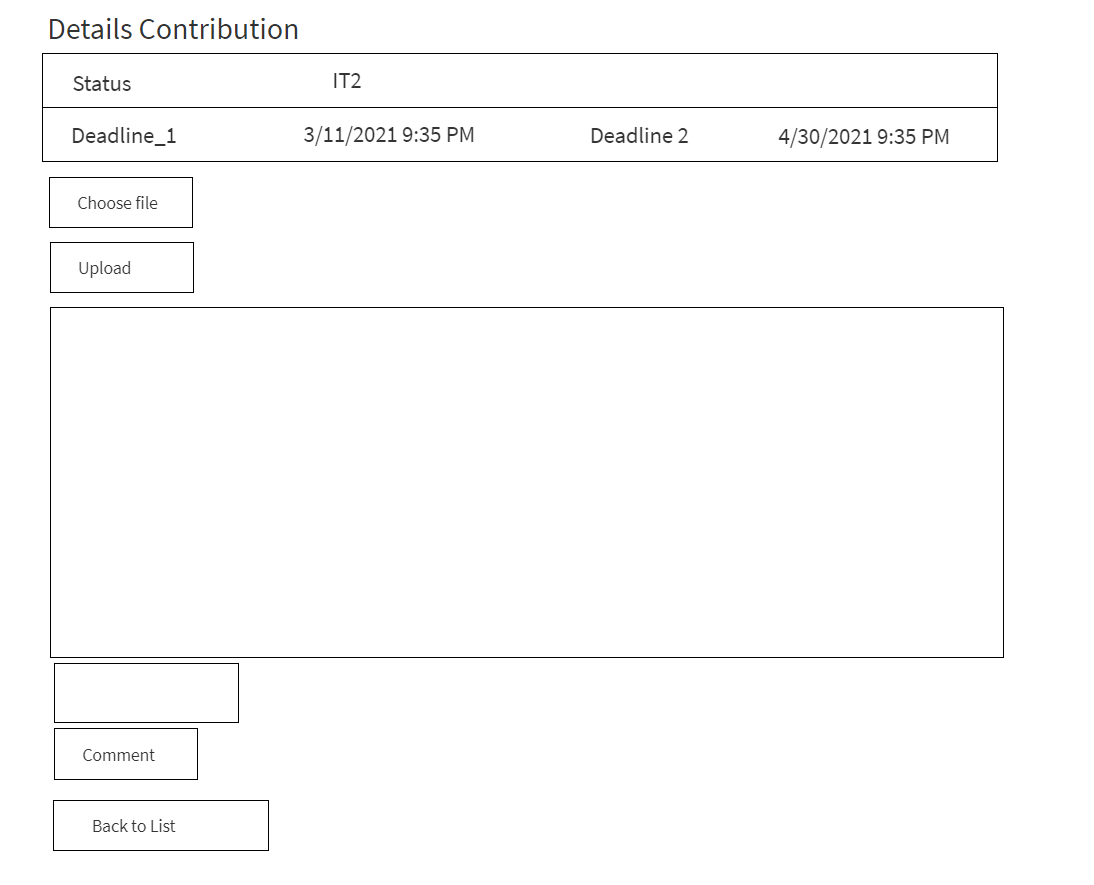 Details Contribution
Status IT2
Deadline_1 3/11/2021 9:35 PM Deadline 2 4/30/2021 9:35 PM
Choose file
Upload
Comment
Back to List